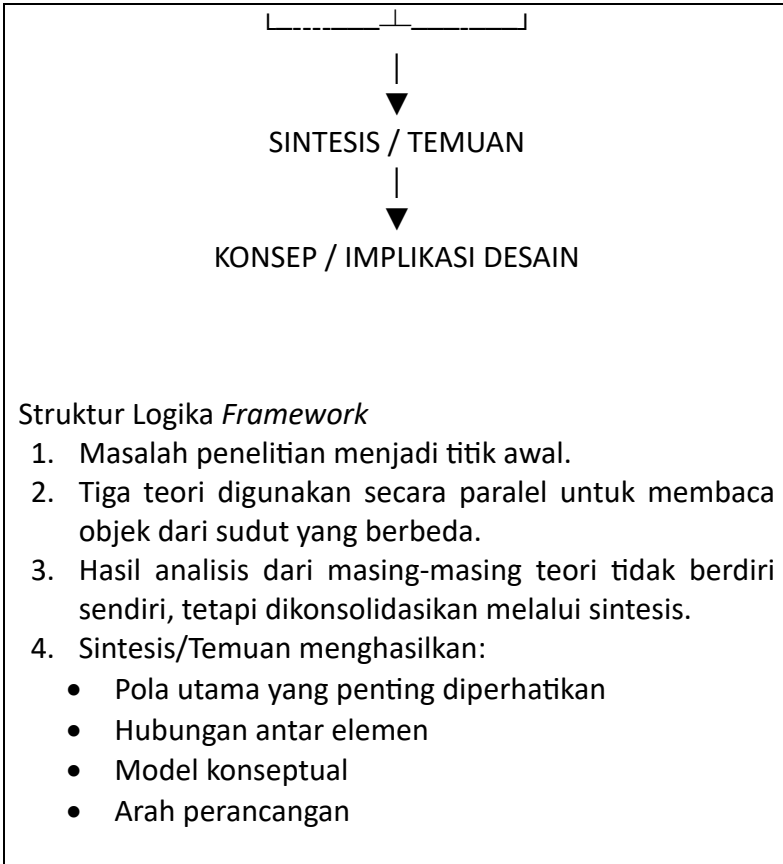 SINTESIS / TEMUAN
KONSEP / IMPLIKASI DESAIN
Struktur Logika Framework
1. Masalah penelitian menjadi titik awal.
2. Tiga teori digunakan secara paralel untuk membaca
objek dari sudut yang berbeda.
3. Hasil analisis dari masing-masing teori tidak berdiri
sendiri, tetapi dikonsolidasikan melalui sintesis.
4. Sintesis/Temuan menghasilkan:
• Pola utama yang penting diperhatikan
• Hubungan antar elemen
• Model konseptual
• Arah perancangan